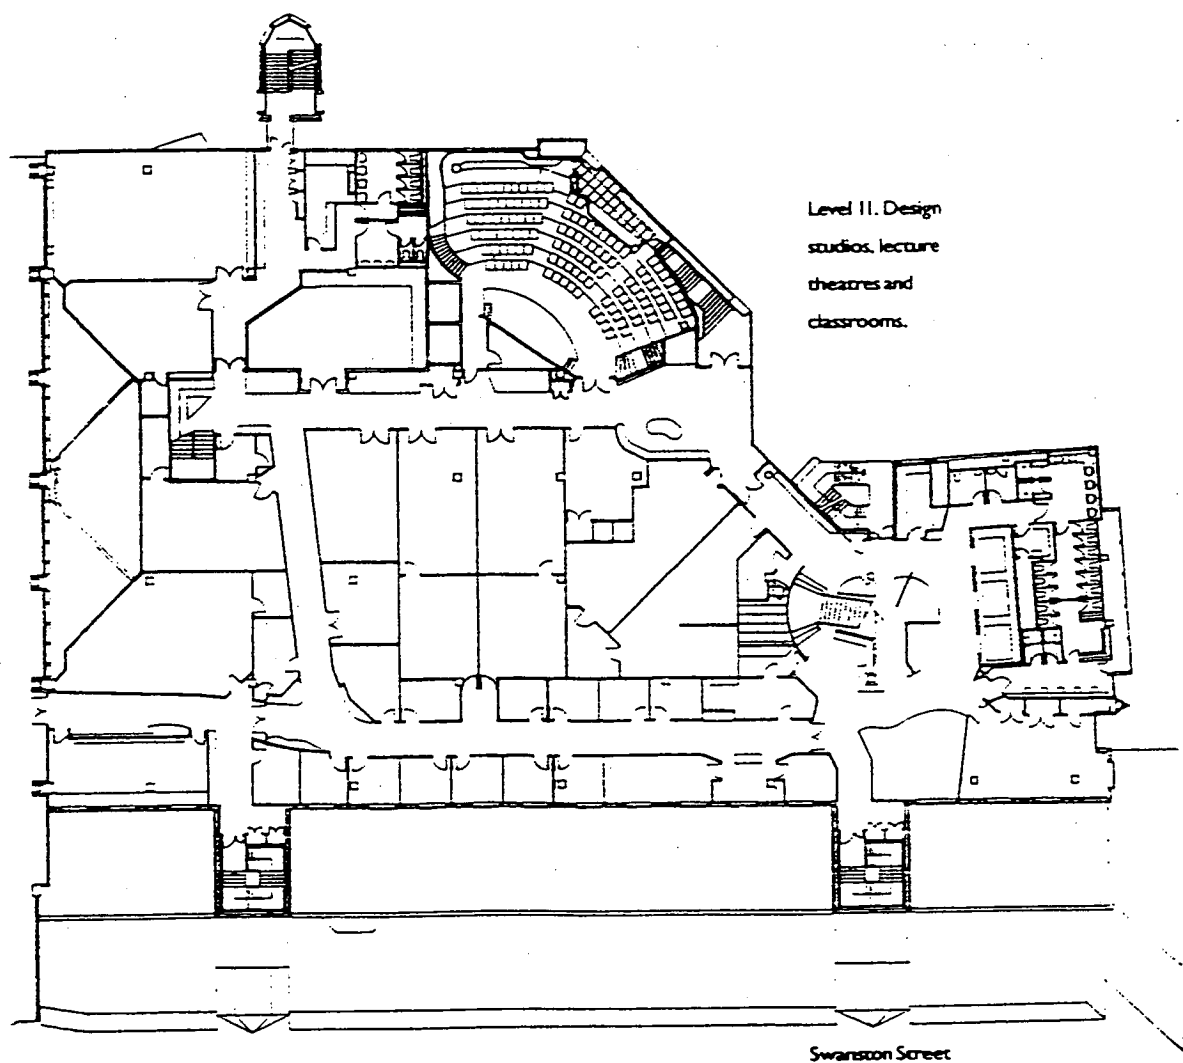 Level 11. Design
studios, lecture
theatres and
classrooms.
Swanston Street